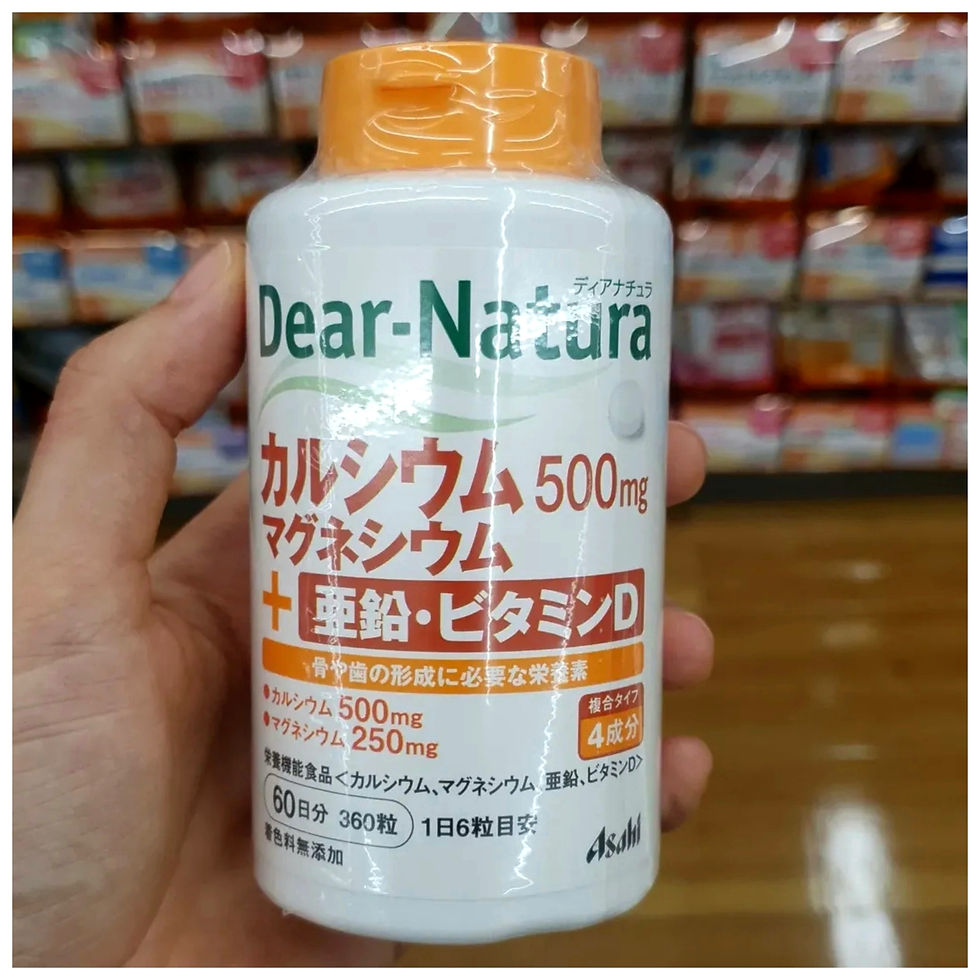 ディアナチュラ
Dear-Natura
カルシウム 500mg
マグネシウム
+ 亜鉛・ビタミンD
骨や歯の形成に必要な栄養素
●カルシウム 500mg
●マグネシウム 250mg
複合タイプ
4成分
栄養機能食品<カルシウム、マグネシウム、亜鉛、ビタミンD>
60日分 360粒 1日6粒目安
着色料無添加
Asahi